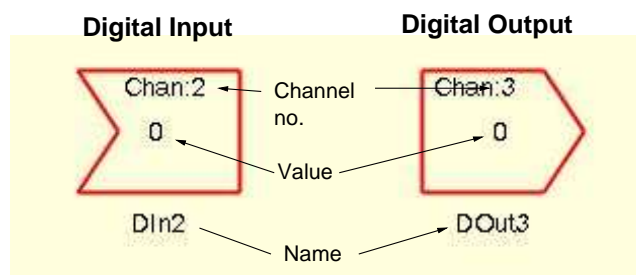 Digital Input
Digital Output
Chan:2
Channel
no.
Chan:3
0
Value
0
DIn2
Name
DOut3